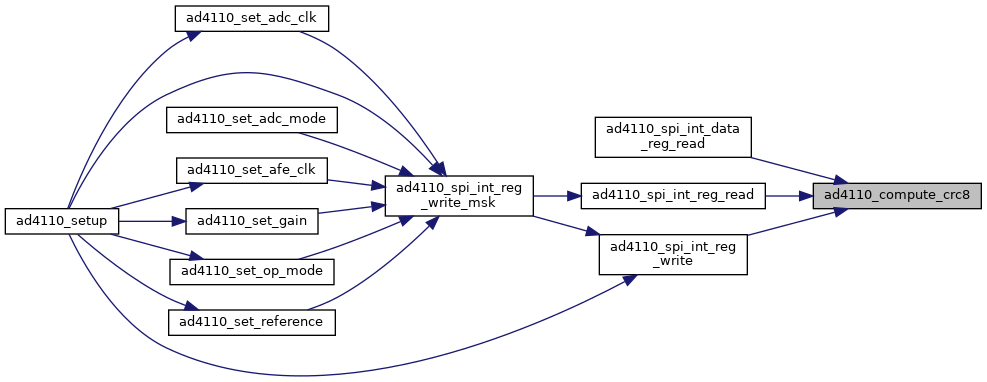 ad4110_set_adc_clk
ad4110_set_adc_mode
ad4110_set_afe_clk
ad4110_setup
ad4110_set_gain
ad4110_set_op_mode
ad4110_set_reference
ad4110_spi_int_reg
_write_msk
ad4110_spi_int_data
_reg_read
ad4110_spi_int_reg_read
ad4110_spi_int_reg
_write
ad4110_compute_crc8